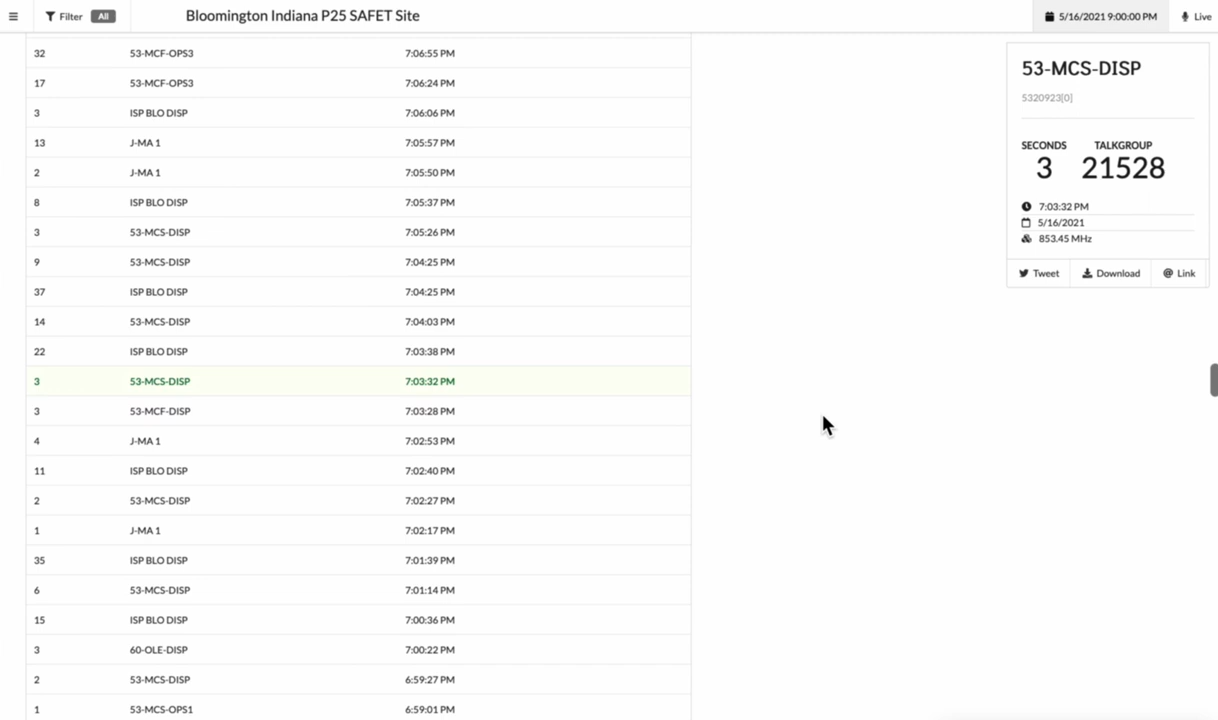 Filter All Bloomington Indiana P25 SAFET Site 5/16/2021 9:00:00 PM Live
32 53-MCF-OPS3 7:06:55 PM
17 53-MCF-OPS3 7:06:24 PM
3 ISP BLO DISP 7:06:06 PM
13 J-MA 1 7:05:57 PM
2 J-MA 1 7:05:50 PM
8 ISP BLO DISP 7:05:37 PM
3 53-MCS-DISP 7:05:26 PM
9 53-MCS-DISP 7:04:25 PM
37 ISP BLO DISP 7:04:25 PM
14 53-MCS-DISP 7:04:03 PM
22 ISP BLO DISP 7:03:38 PM
3 53-MCS-DISP 7:03:32 PM
3 53-MCF-DISP 7:03:28 PM
4 J-MA 1 7:02:53 PM
11 ISP BLO DISP 7:02:40 PM
2 53-MCS-DISP 7:02:27 PM
1 J-MA 1 7:02:17 PM
35 ISP BLO DISP 7:01:39 PM
6 53-MCS-DISP 7:01:14 PM
15 ISP BLO DISP 7:00:36 PM
3 60-OLE-DISP 7:00:22 PM
2 53-MCS-DISP 6:59:27 PM
1 53-MCS-OPS1 6:59:01 PM
53-MCS-DISP
5320923[0]
SECONDS TALKGROUP
3 21528
7:03:32 PM
5/16/2021
853.45 MHz
Tweet Download Link